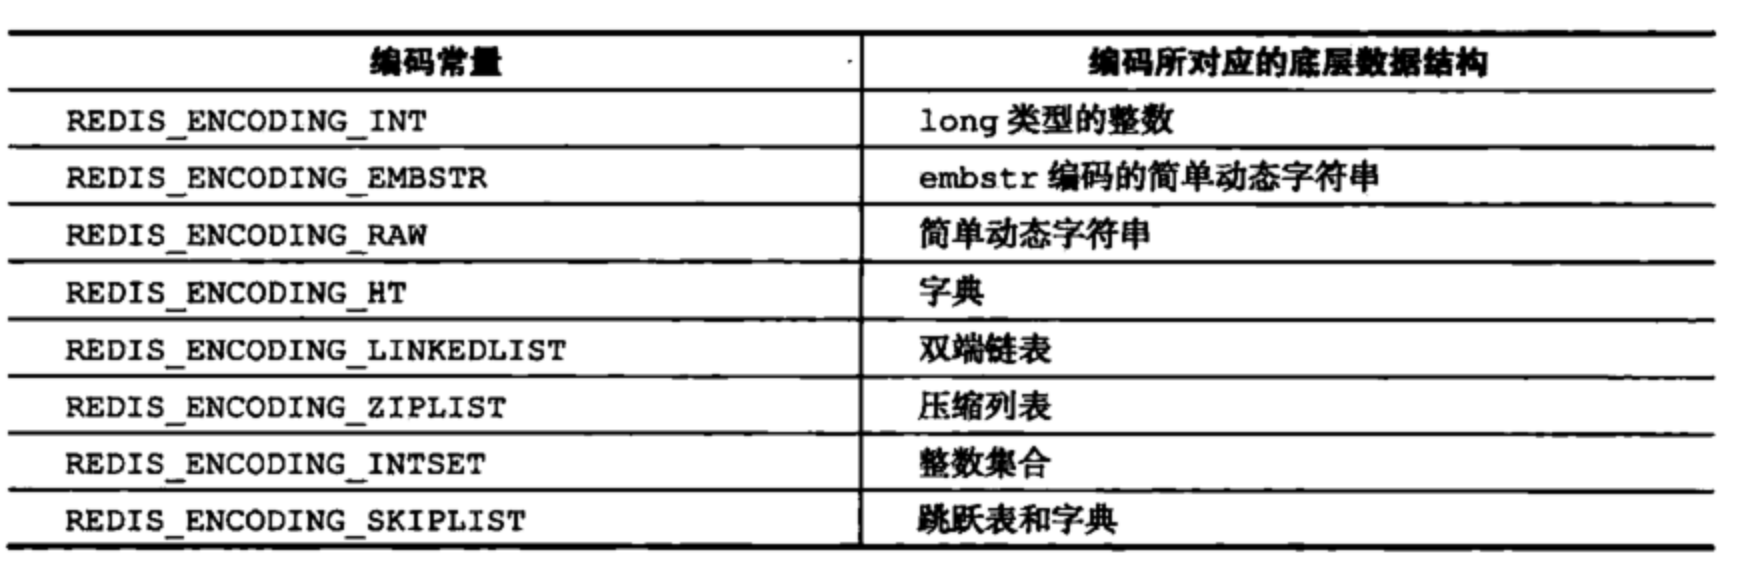 编码常量 编码所对应的底层数据结构
REDIS_ENCODING_INT long 类型的整数
REDIS_ENCODING_EMBSTR embstr 编码的简单动态字符串
REDIS_ENCODING_RAW 简单动态字符串
REDIS_ENCODING_HT 字典
REDIS_ENCODING_LINKEDLIST 双端链表
REDIS_ENCODING_ZIPLIST 压缩列表
REDIS_ENCODING_INTSET 整数集合
REDIS_ENCODING_SKIPLIST 跳跃表和字典